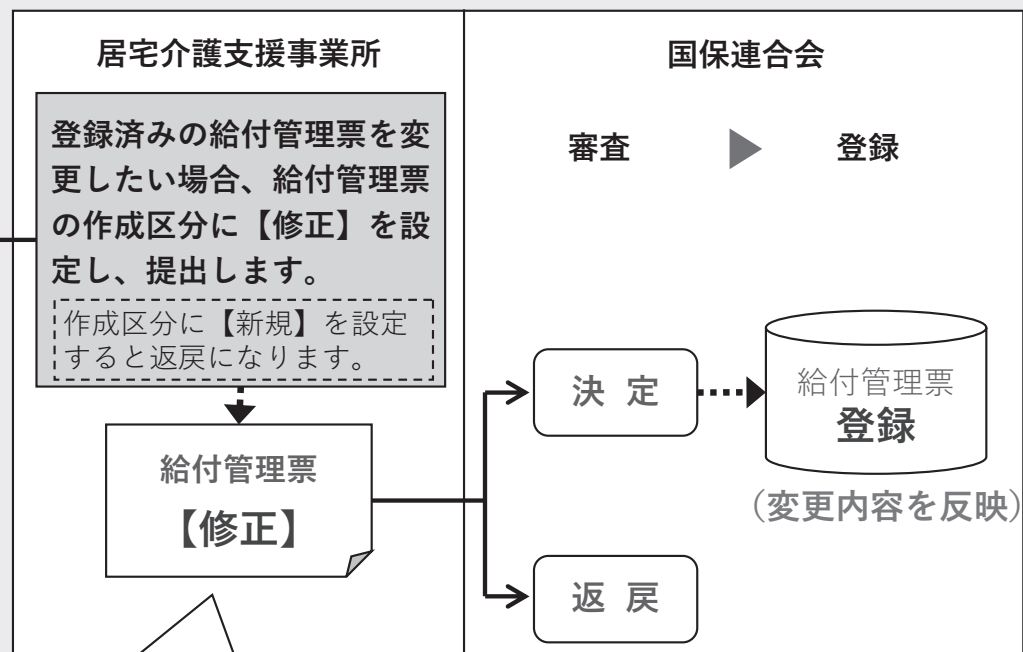 居宅介護支援事業所
登録済みの給付管理票を変
更したい場合、給付管理票
の作成区分に【修正】を設
定し、提出します。
作成区分に【新規】を設定
すると返戻になります。
給付管理票
【修正】
国保連合会
審査 ▶ 登録
決 定
給付管理票
登録
（変更内容を反映）
返 戻